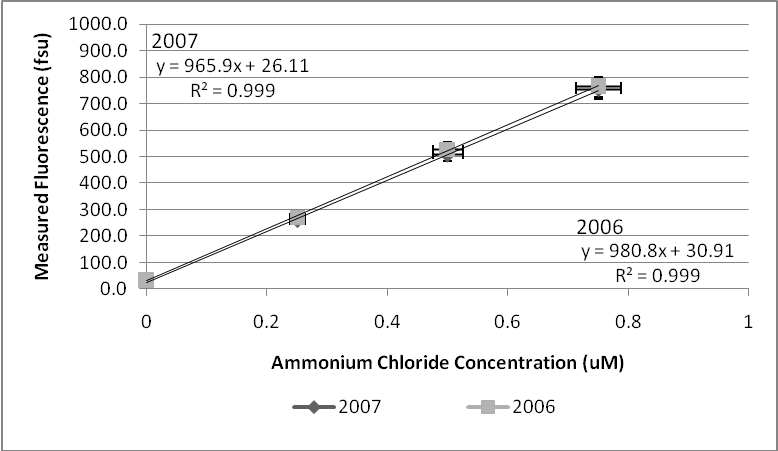 1000.0
900.0
800.0
700.0
600.0
500.0
400.0
300.0
200.0
100.0
0.0
Measured Fluorescence (fsu)
2007
y = 965.9x + 26.11
R² = 0.999
2006
y = 980.8x + 30.91
R² = 0.999
0 0.2 0.4 0.6 0.8 1
Ammonium Chloride Concentration (uM)
2007 2006